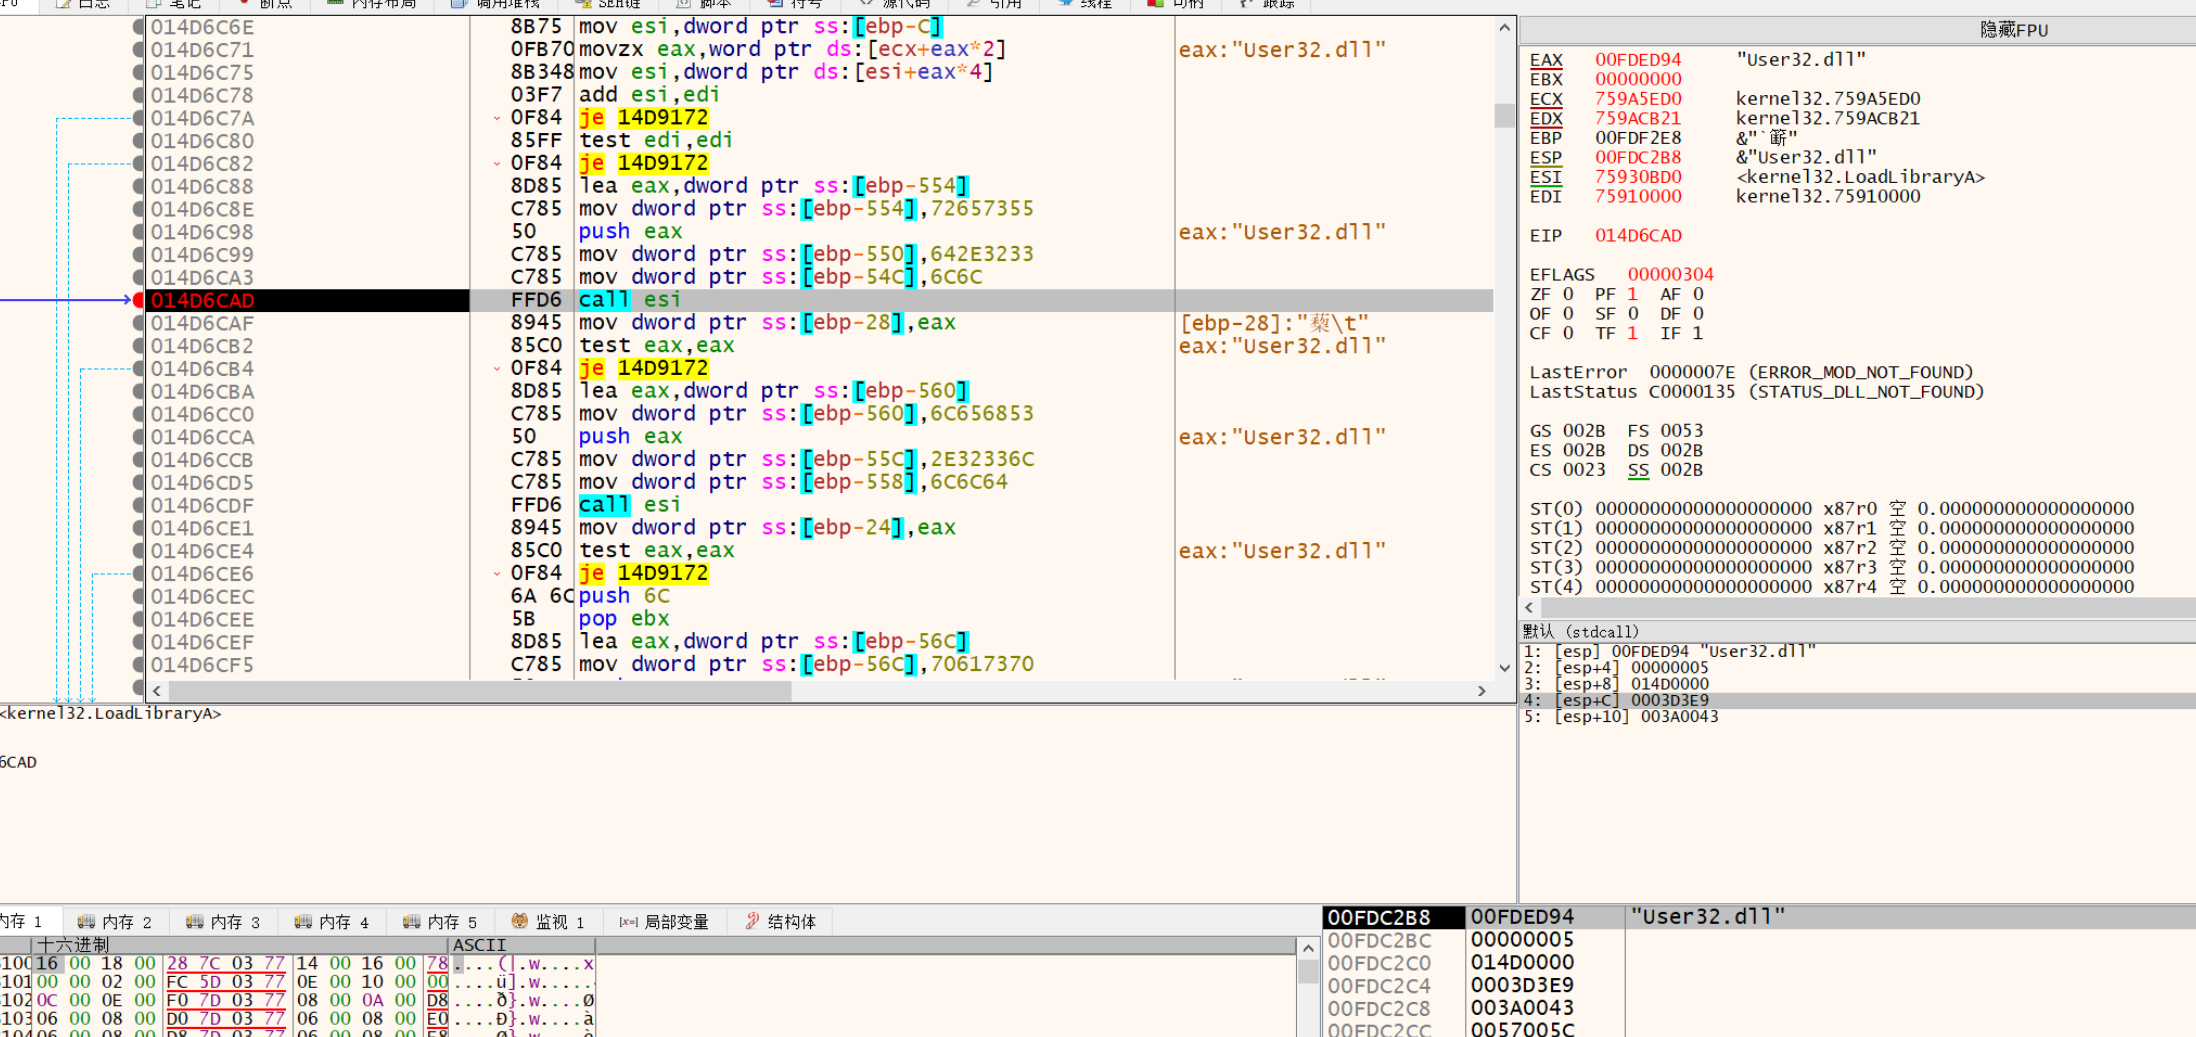 日志 笔记 断点 内存布局 调用堆栈 SEH链 脚本 符号 源代码 引用 线程 句柄 跟踪
014D6C6E 8B75 mov esi,dword ptr ss:[ebp-C]
014D6C71 0FB70 movzx eax,word ptr ds:[ecx+eax*2] eax:"User32.dll"
014D6C75 8B348 mov esi,dword ptr ds:[esi+eax*4]
014D6C78 03F7 add esi,edi
014D6C7A 0F84 je 14D9172
014D6C80 85FF test edi,edi
014D6C82 0F84 je 14D9172
014D6C88 8D85 lea eax,dword ptr ss:[ebp-554]
014D6C8E C785 mov dword ptr ss:[ebp-554],72657355
014D6C98 50 push eax eax:"User32.dll"
014D6C99 C785 mov dword ptr ss:[ebp-550],642E3233
014D6CA3 C785 mov dword ptr ss:[ebp-54C],6C6C
014D6CAD FFD6 call esi
014D6CAF 8945 mov dword ptr ss:[ebp-28],eax [ebp-28]:"蔾\t"
014D6CB2 85C0 test eax,eax eax:"User32.dll"
014D6CB4 0F84 je 14D9172
014D6CBA 8D85 lea eax,dword ptr ss:[ebp-560]
014D6CC0 C785 mov dword ptr ss:[ebp-560],6C656853
014D6CCA 50 push eax eax:"User32.dll"
014D6CCB C785 mov dword ptr ss:[ebp-55C],2E32336C
014D6CD5 C785 mov dword ptr ss:[ebp-558],6C6C64
014D6CDF FFD6 call esi
014D6CE1 8945 mov dword ptr ss:[ebp-24],eax
014D6CE4 85C0 test eax,eax eax:"User32.dll"
014D6CE6 0F84 je 14D9172
014D6CEC 6A 6C push 6C
014D6CEE 5B pop ebx
014D6CEF 8D85 lea eax,dword ptr ss:[ebp-56C]
014D6CF5 C785 mov dword ptr ss:[ebp-56C],70617370
<kernel32.LoadLibraryA>
6CAD
隐藏FPU
EAX 00FDED94 "User32.dll"
EBX 00000000
ECX 759A5ED0 kernel32.759A5ED0
EDX 759ACB21 kernel32.759ACB21
EBP 00FDF2E8
ESP 00FDC2B8 &"User32.dll"
ESI 75930BD0 <kernel32.LoadLibraryA>
EDI 75910000 kernel32.75910000
EIP 014D6CAD
EFLAGS 00000304
ZF 0 PF 1 AF 0
OF 0 SF 0 DF 0
CF 0 TF 1 IF 1
LastError 0000007E (ERROR_MOD_NOT_FOUND)
LastStatus C0000135 (STATUS_DLL_NOT_FOUND)
GS 002B FS 0053
ES 002B DS 002B
CS 0023 SS 002B
ST(0) 00000000000000000000 x87r0 空 0.000000000000000000
ST(1) 00000000000000000000 x87r1 空 0.000000000000000000
ST(2) 00000000000000000000 x87r2 空 0.000000000000000000
ST(3) 00000000000000000000 x87r3 空 0.000000000000000000
ST(4) 00000000000000000000 x87r4 空 0.000000000000000000
默认 (stdcall)
1: [esp] 00FDED94 "User32.dll"
2: [esp+4] 00000005
3: [esp+8] 014D0000
4: [esp+C] 0003D3E9
5: [esp+10] 003A0043
内存 1 内存 2 内存 3 内存 4 内存 5 监视 1 [x=] 局部变量 结构体
十六进制 ASCII
6100 16 00 18 00 28 7C 03 77 14 00 16 00 78 ....(|.w....x
6101 00 00 02 00 FC 5D 03 77 0E 00 10 00 00 ....ü].w.....
6102 0C 00 0E 00 F0 7D 03 77 08 00 0A 00 D8 ....ð}.w....Ø
6103 06 00 08 00 D0 7D 03 77 06 00 08 00 E0 ....Ð}.w....à
6104 06 00 08 00 D8 7D 03 77 06 00 08 00 E8 ....Ø}.w....è
00FDC2B8 00FDED94 "User32.dll"
00FDC2BC 00000005
00FDC2C0 014D0000
00FDC2C4 0003D3E9
00FDC2C8 003A0043
00FDC2CC 0057005C